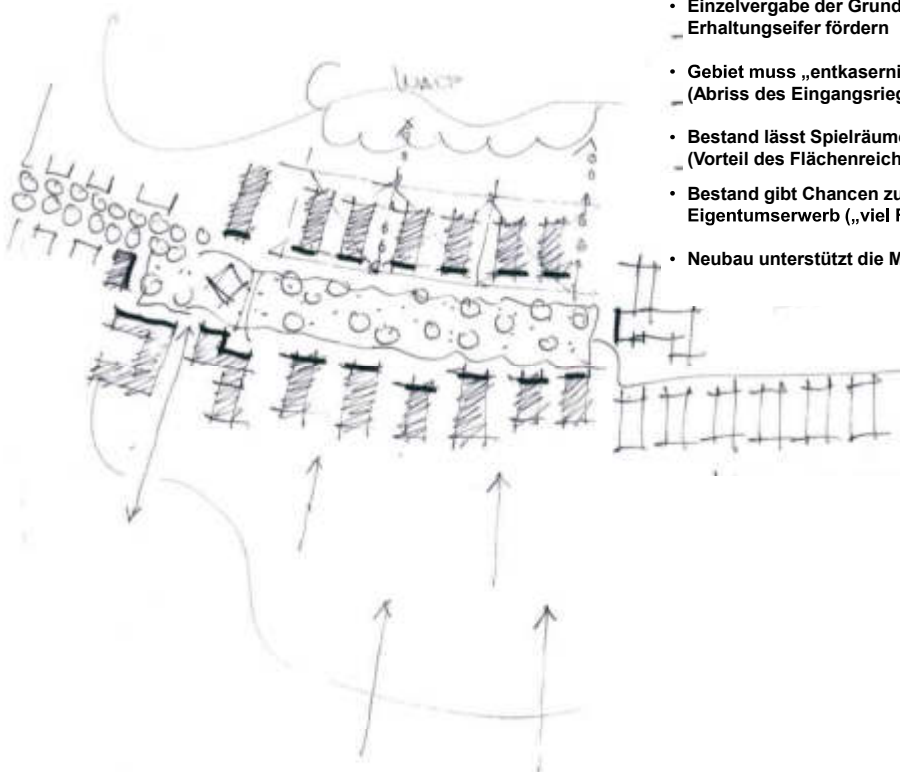 WALD
• Einzelvergabe der Grund
Erhaltungseifer fördern
• Gebiet muss „entkaserni
(Abriss des Eingangsrieg
• Bestand lässt Spielräume
(Vorteil des Flächenreich
• Bestand gibt Chancen zu
Eigentumserwerb („viel F
• Neubau unterstützt die M